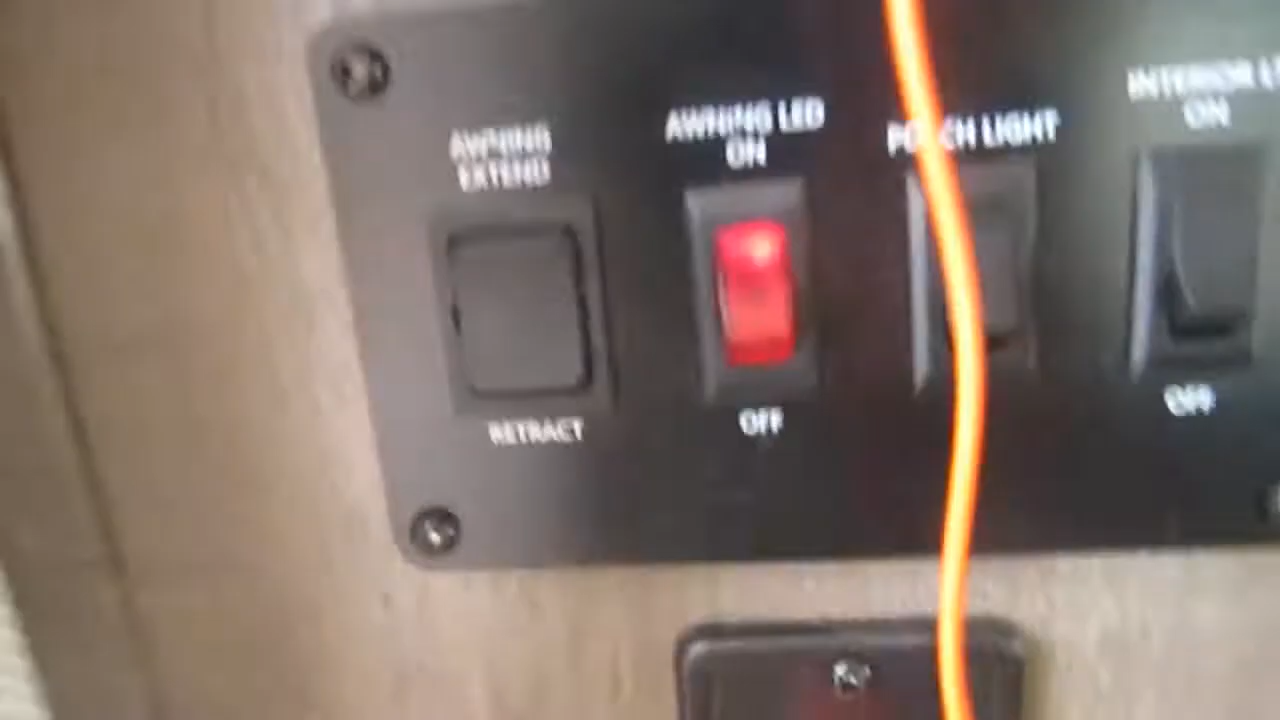 AWNING
EXTEND
RETRACT
AWNING LED
ON
OFF
PORCH LIGHT
INTERIOR
ON
OFF